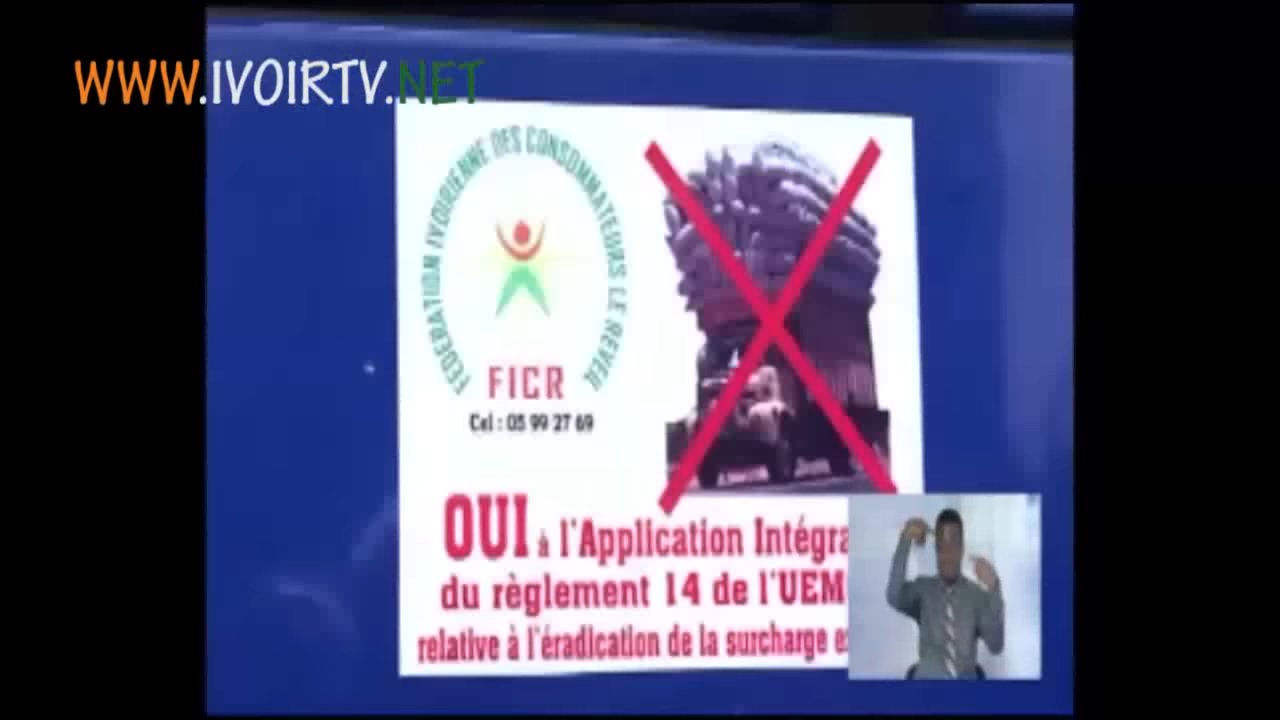 WWW.IVOIRTV.NET
FEDERATION IVOIRIENNE DES CONSOMMATEURS LE REVEIL
FICR
Cel : 05 99 27 69
OUI à l'Application Intégra
du règlement 14 de l'UEM
relative à l'éradication de la surcharge e